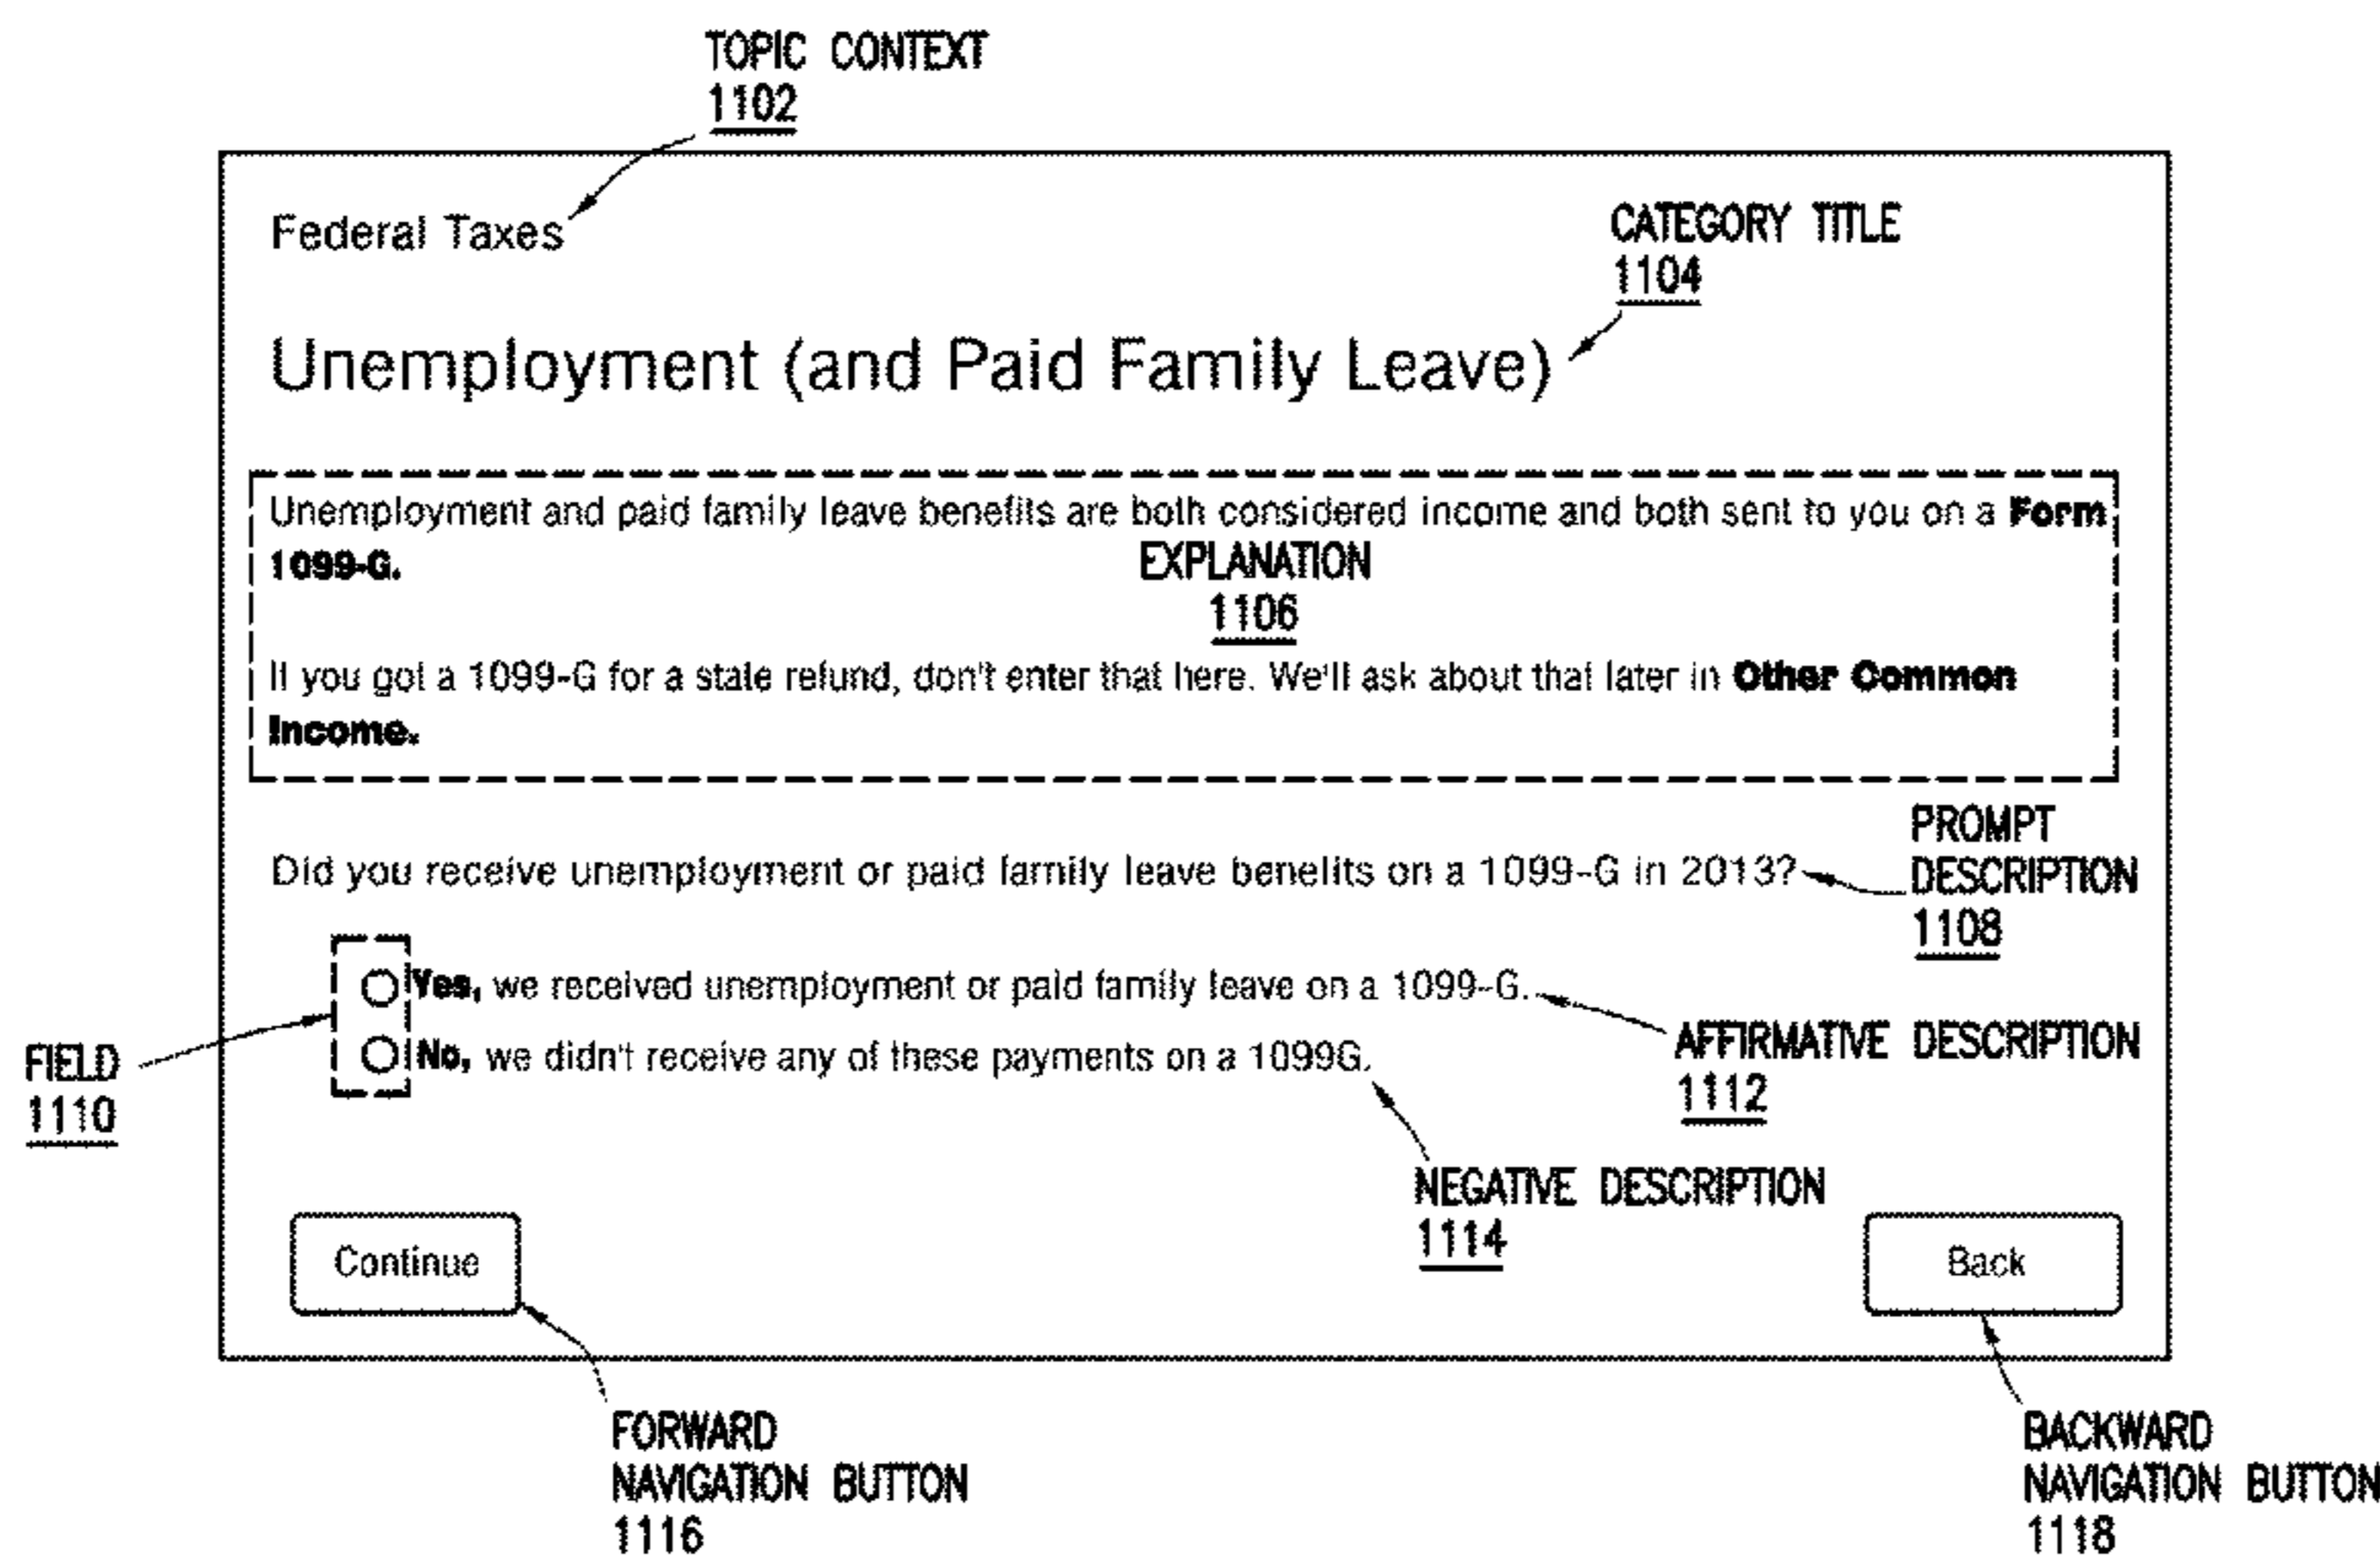 TOPIC CONTEXT
1102
Federal Taxes
CATEGORY TITLE
1104
Unemployment (and Paid Family Leave)
Unemployment and paid family leave benefits are both considered income and both sent to you on a Form
1099-G.
EXPLANATION
1106
If you got a 1099-G for a state refund, don't enter that here. We'll ask about that later in Other Common
Income.
PROMPT
DESCRIPTION
1108
Did you receive unemployment or paid family leave benefits on a 1099-G in 2013?
Yes, we received unemployment or paid family leave on a 1099-G.
AFFIRMATIVE DESCRIPTION
1112
No, we didn't receive any of these payments on a 1099G.
FIELD
1110
NEGATIVE DESCRIPTION
1114
Continue
Back
FORWARD
NAVIGATION BUTTON
1116
BACKWARD
NAVIGATION BUTTON
1118